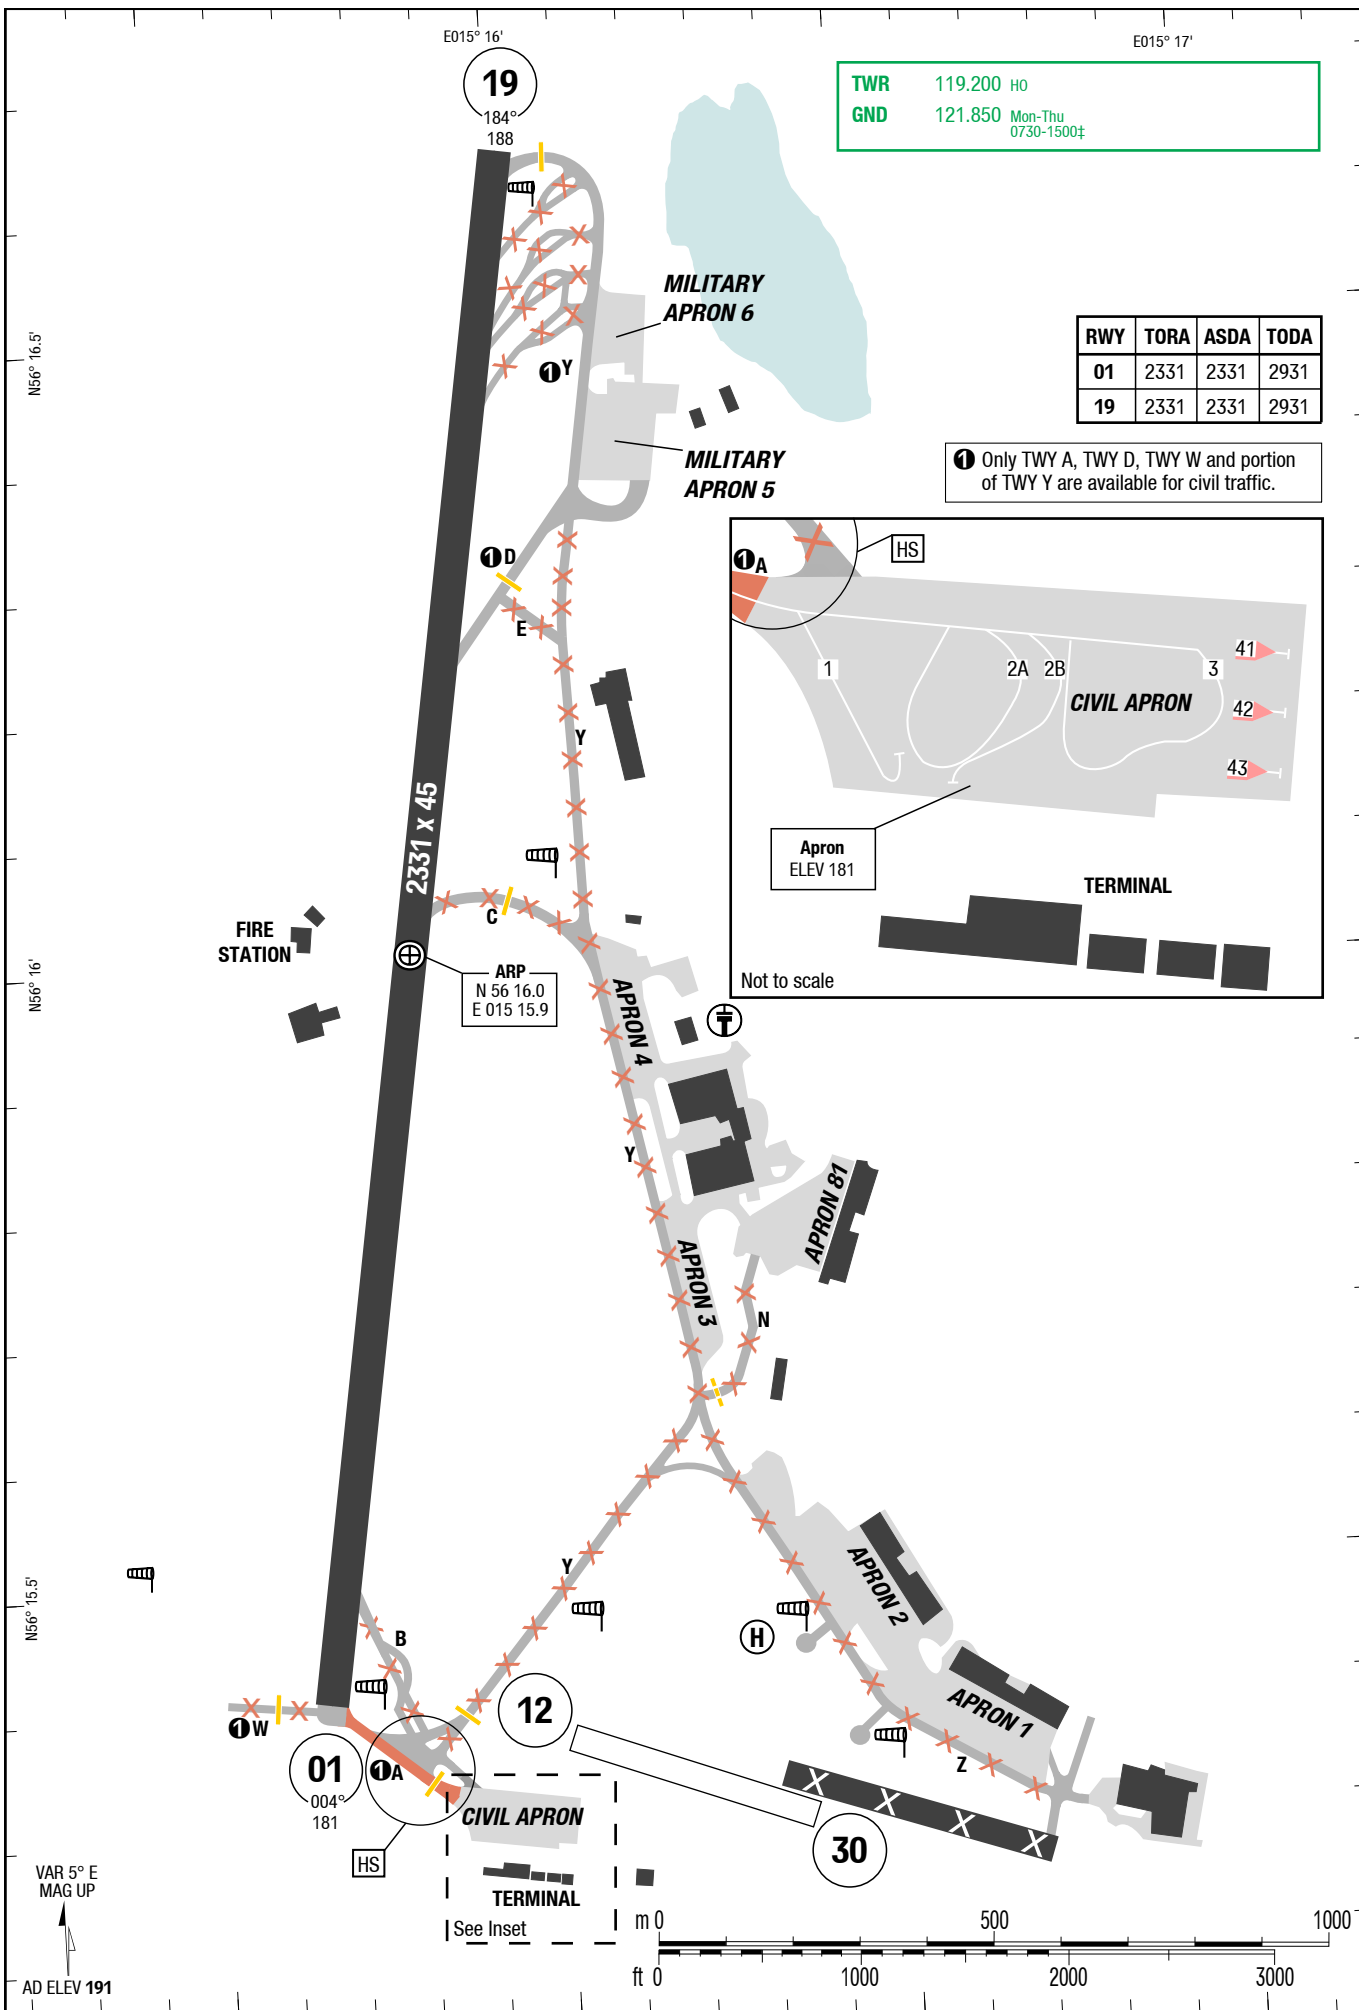 E015° 16'
E015° 17'
19
184°
188
TWR 119.200 HO
GND 121.850 Mon-Thu
0730-1500‡
MILITARY
APRON 6
N56° 16.5'
1 Y
RWY TORA ASDA TODA
01 2331 2331 2931
19 2331 2331 2931
MILITARY
APRON 5
1 Only TWY A, TWY D, TWY W and portion
of TWY Y are available for civil traffic.
1 D
E
HS
1 A
1
2A
2B
3
41
42
43
CIVIL APRON
Apron
ELEV 181
TERMINAL
Not to scale
Y
2331 x 45
C
FIRE
STATION
ARP
N 56 16.0
E 015 15.9
N56° 16'
APRON 4
Y
APRON 81
APRON 3
N
Y
APRON 2
N56° 15.5'
B
H
12
APRON 1
1 W
01
004°
181
1 A
Z
CIVIL APRON
30
HS
TERMINAL
See Inset
VAR 5° E
MAG UP
AD ELEV 191
m 0 500 1000
ft 0 1000 2000 3000